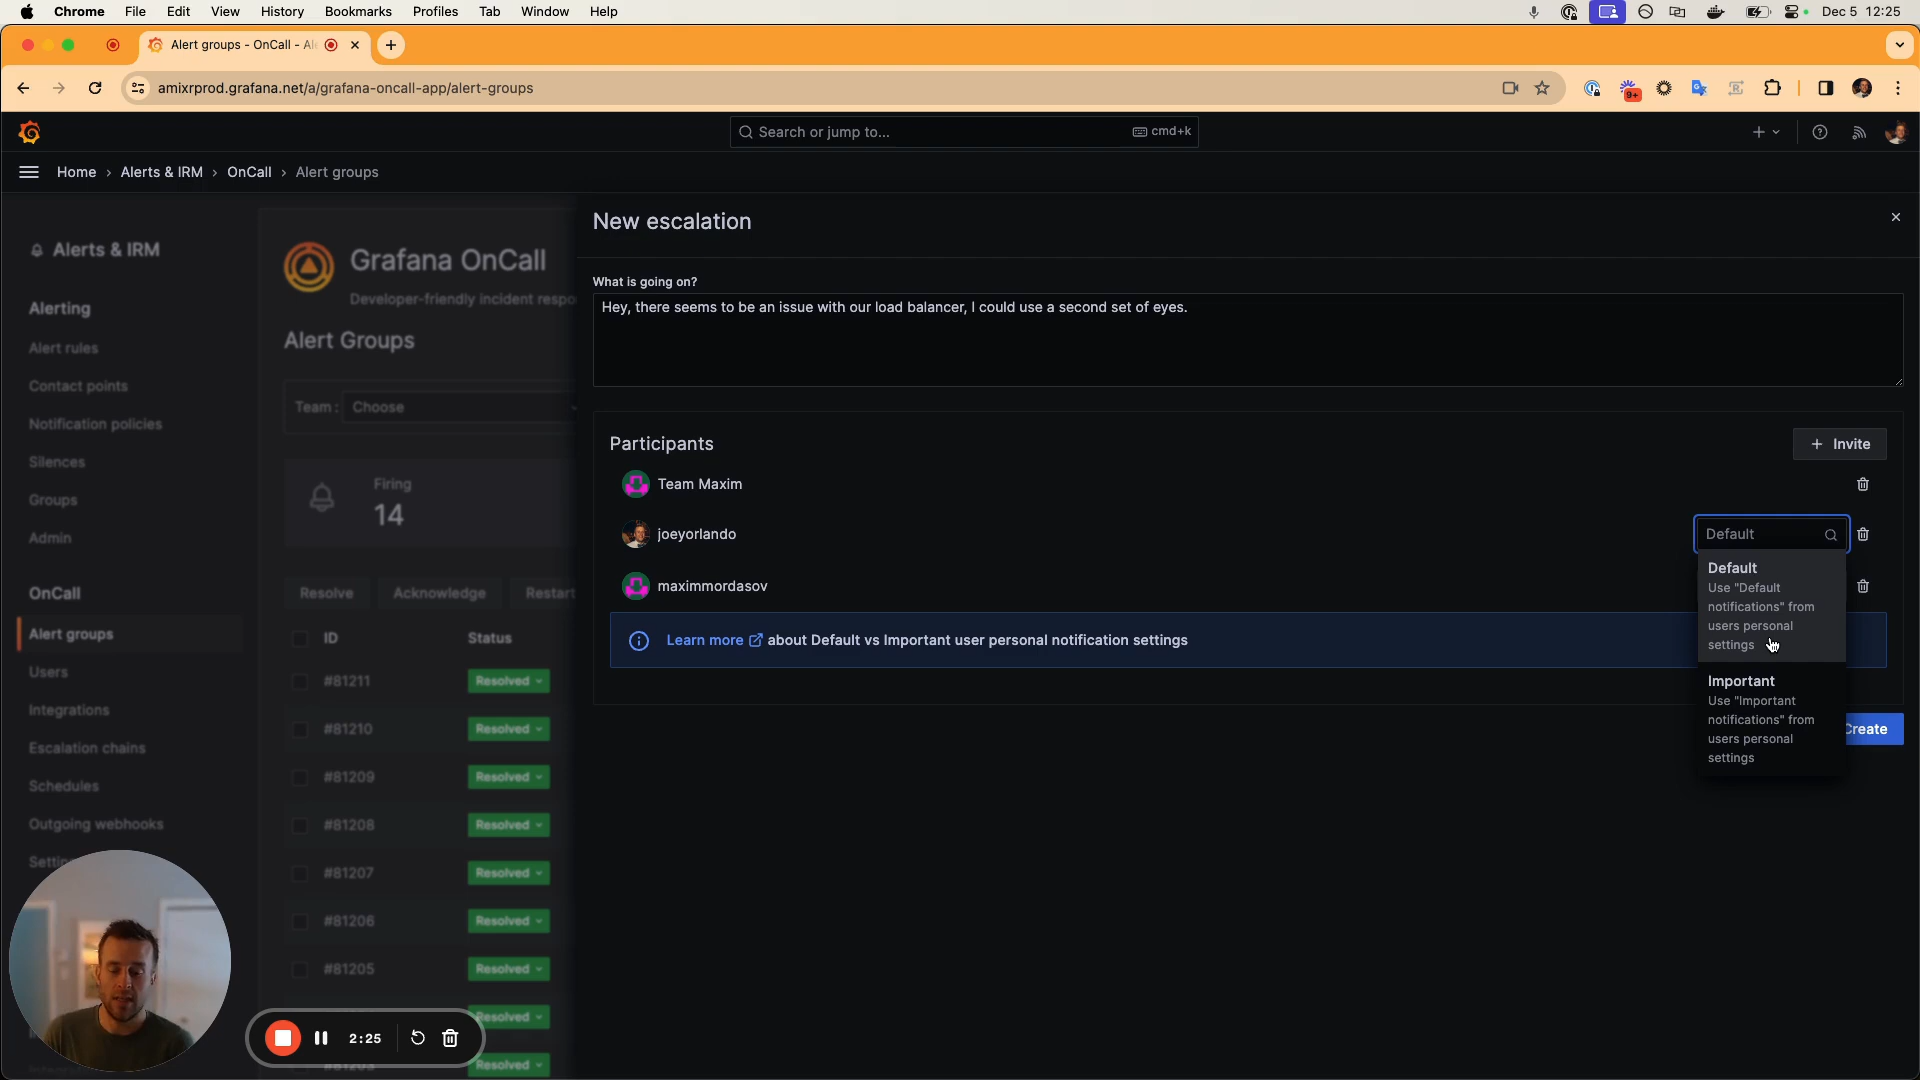 Chrome File Edit View History Bookmarks Profiles Tab Window Help
Dec 5 12:25
Alert groups - OnCall - Al
amixrprod.grafana.net/a/grafana-oncall-app/alert-groups
9+
Search or jump to...
cmd+k
Home › Alerts & IRM › OnCall › Alert groups
Alerts & IRM
Alerting
Alert rules
Contact points
Notification policies
Silences
Groups
Admin
OnCall
Alert groups
Users
Integrations
Escalation chains
Schedules
Outgoing webhooks
Grafana OnCall
Developer-friendly incident
Alert Groups
Team :
Choose
Firing
14
Resolve
Acknowledge
Restart
ID
Status
#81211
Resolved
#81210
Resolved
#81209
Resolved
#81208
Resolved
#81207
Resolved
#81206
Resolved
#81205
Resolved
Resolved
Resolved
New escalation
What is going on?
Hey, there seems to be an issue with our load balancer, I could use a second set of eyes.
Participants
+ Invite
Team Maxim
joeyorlando
Default
maximmordasov
Learn more about Default vs Important user personal notification settings
Default
Use "Default
notifications" from
users personal
settings
Important
Use "Important
notifications" from
users personal
settings
Create
2:25